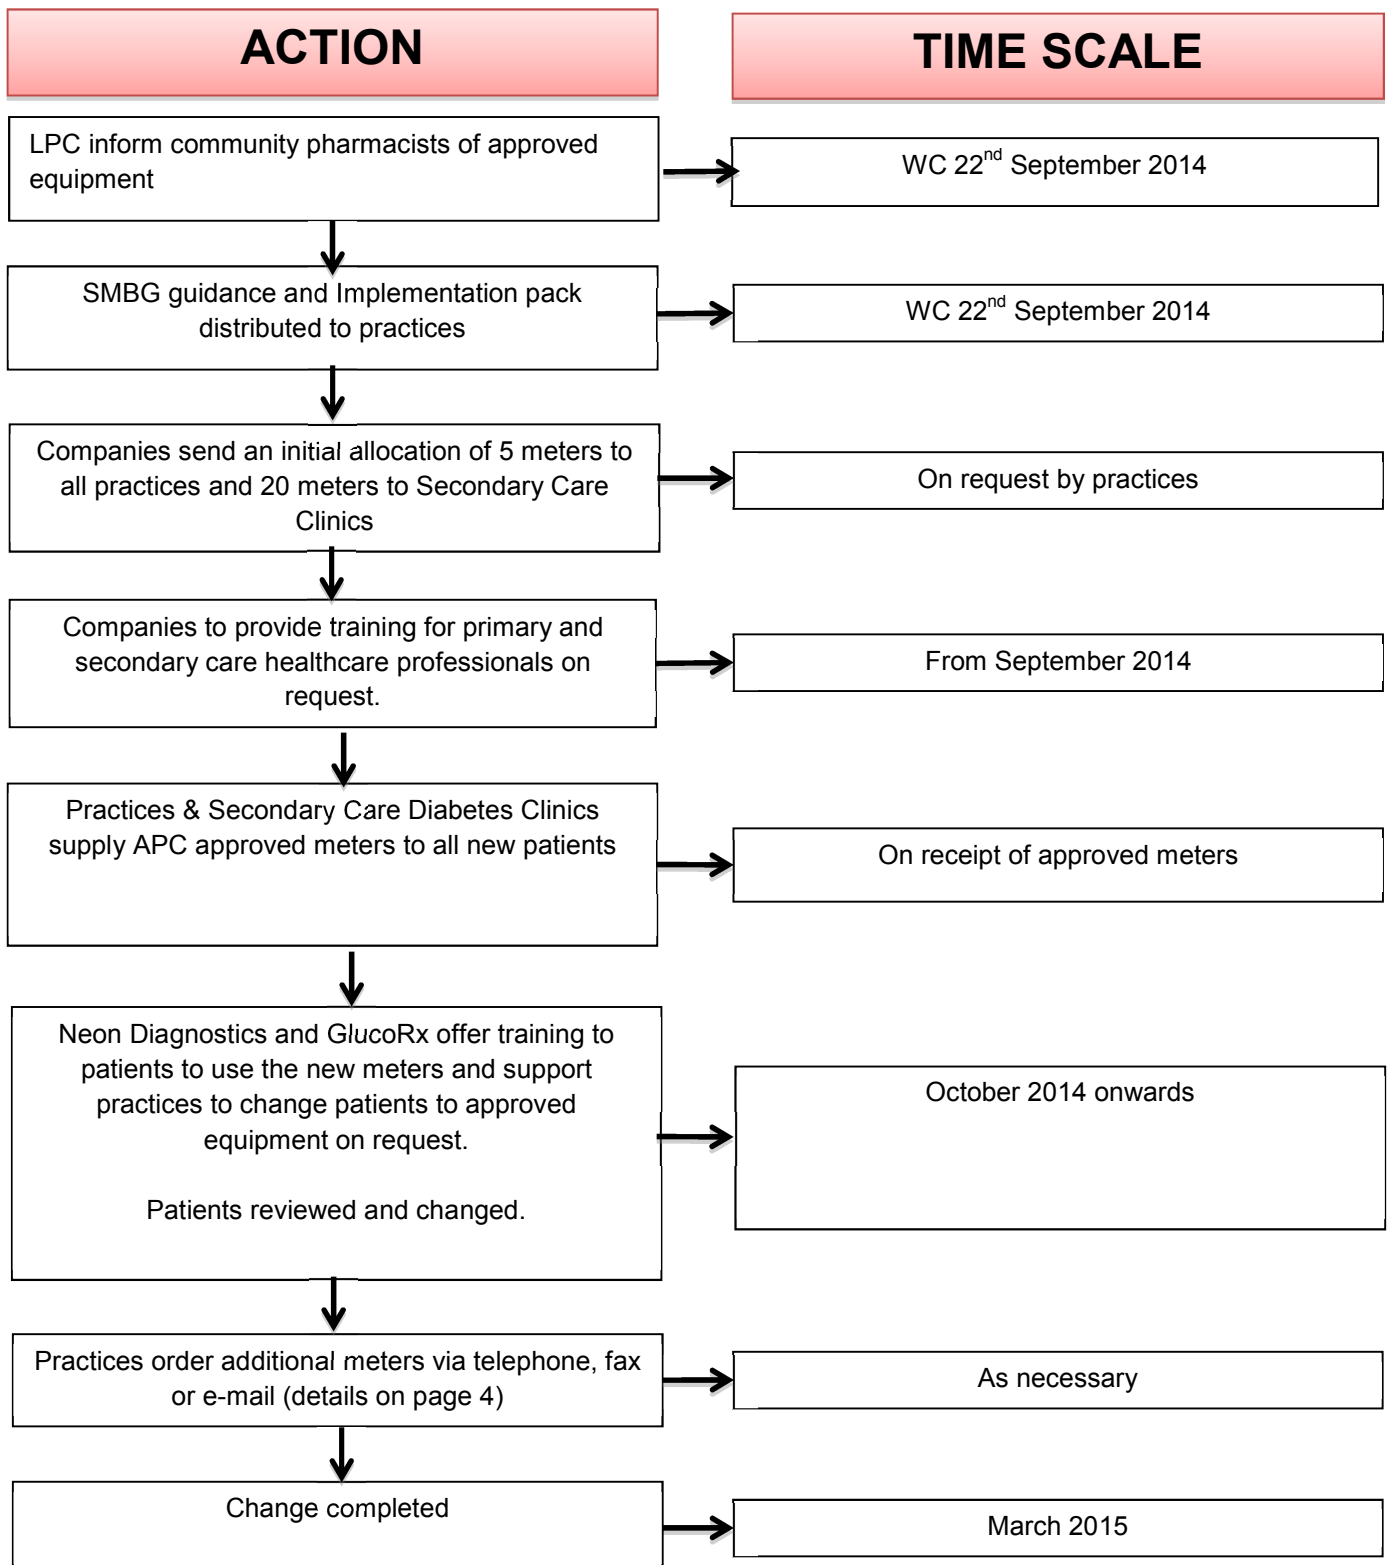 ACTION
TIME SCALE
LPC inform community pharmacists of approved
equipment
WC 22nd September 2014
SMBG guidance and Implementation pack
distributed to practices
WC 22nd September 2014
Companies send an initial allocation of 5 meters to
all practices and 20 meters to Secondary Care
Clinics
On request by practices
Companies to provide training for primary and
secondary care healthcare professionals on
request.
From September 2014
Practices & Secondary Care Diabetes Clinics
supply APC approved meters to all new patients
On receipt of approved meters
Neon Diagnostics and GlucoRx offer training to
patients to use the new meters and support
practices to change patients to approved
equipment on request.
Patients reviewed and changed.
October 2014 onwards
Practices order additional meters via telephone, fax
or e-mail (details on page 4)
As necessary
Change completed
March 2015